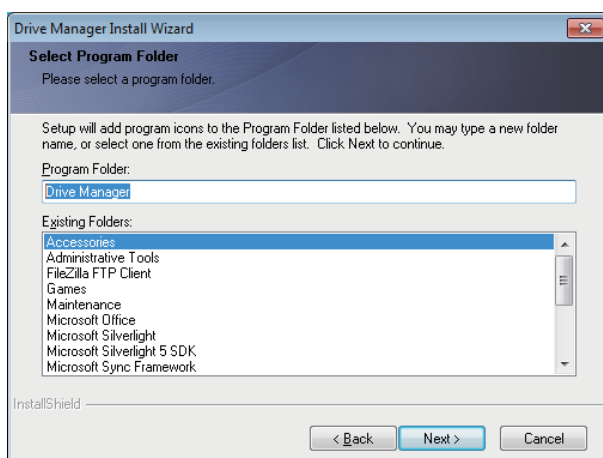 Drive Manager Install Wizard
Select Program Folder
Please select a program folder.
Setup will add program icons to the Program Folder listed below.  You may type a new folder
name, or select one from the existing folders list.  Click Next to continue.
Program Folder:
Drive Manager
Existing Folders:
Accessories
Administrative Tools
FileZilla FTP Client
Games
Maintenance
Microsoft Office
Microsoft Silverlight
Microsoft Silverlight 5 SDK
Microsoft Sync Framework
InstallShield
< Back
Next >
Cancel